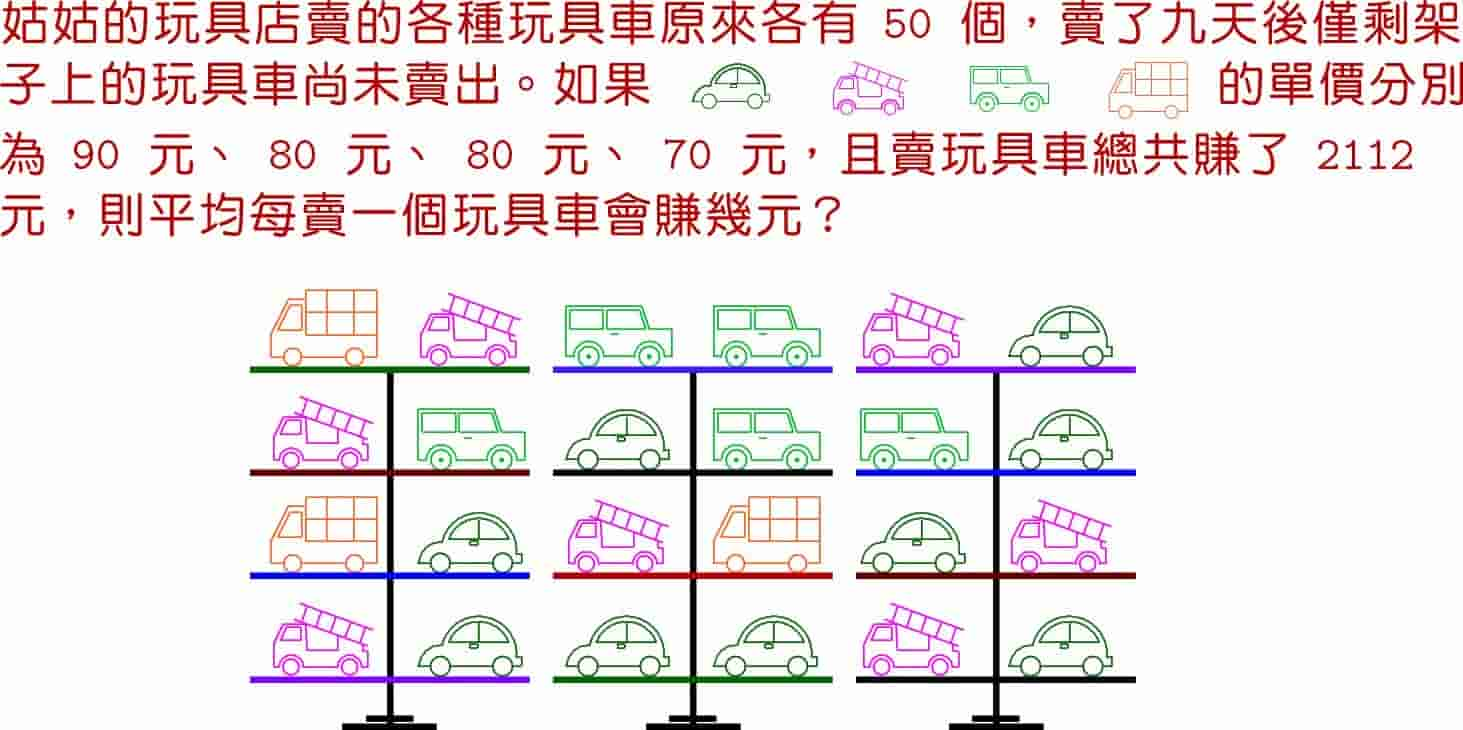 姑姑的玩具店賣的各種玩具車原來各有 50 個，賣了九天後僅剩架
子上的玩具車尚未賣出。如果 的單價分別
為 90 元、 80 元、 80 元、 70 元，且賣玩具車總共賺了 2112
元，則平均每賣一個玩具車會賺幾元？